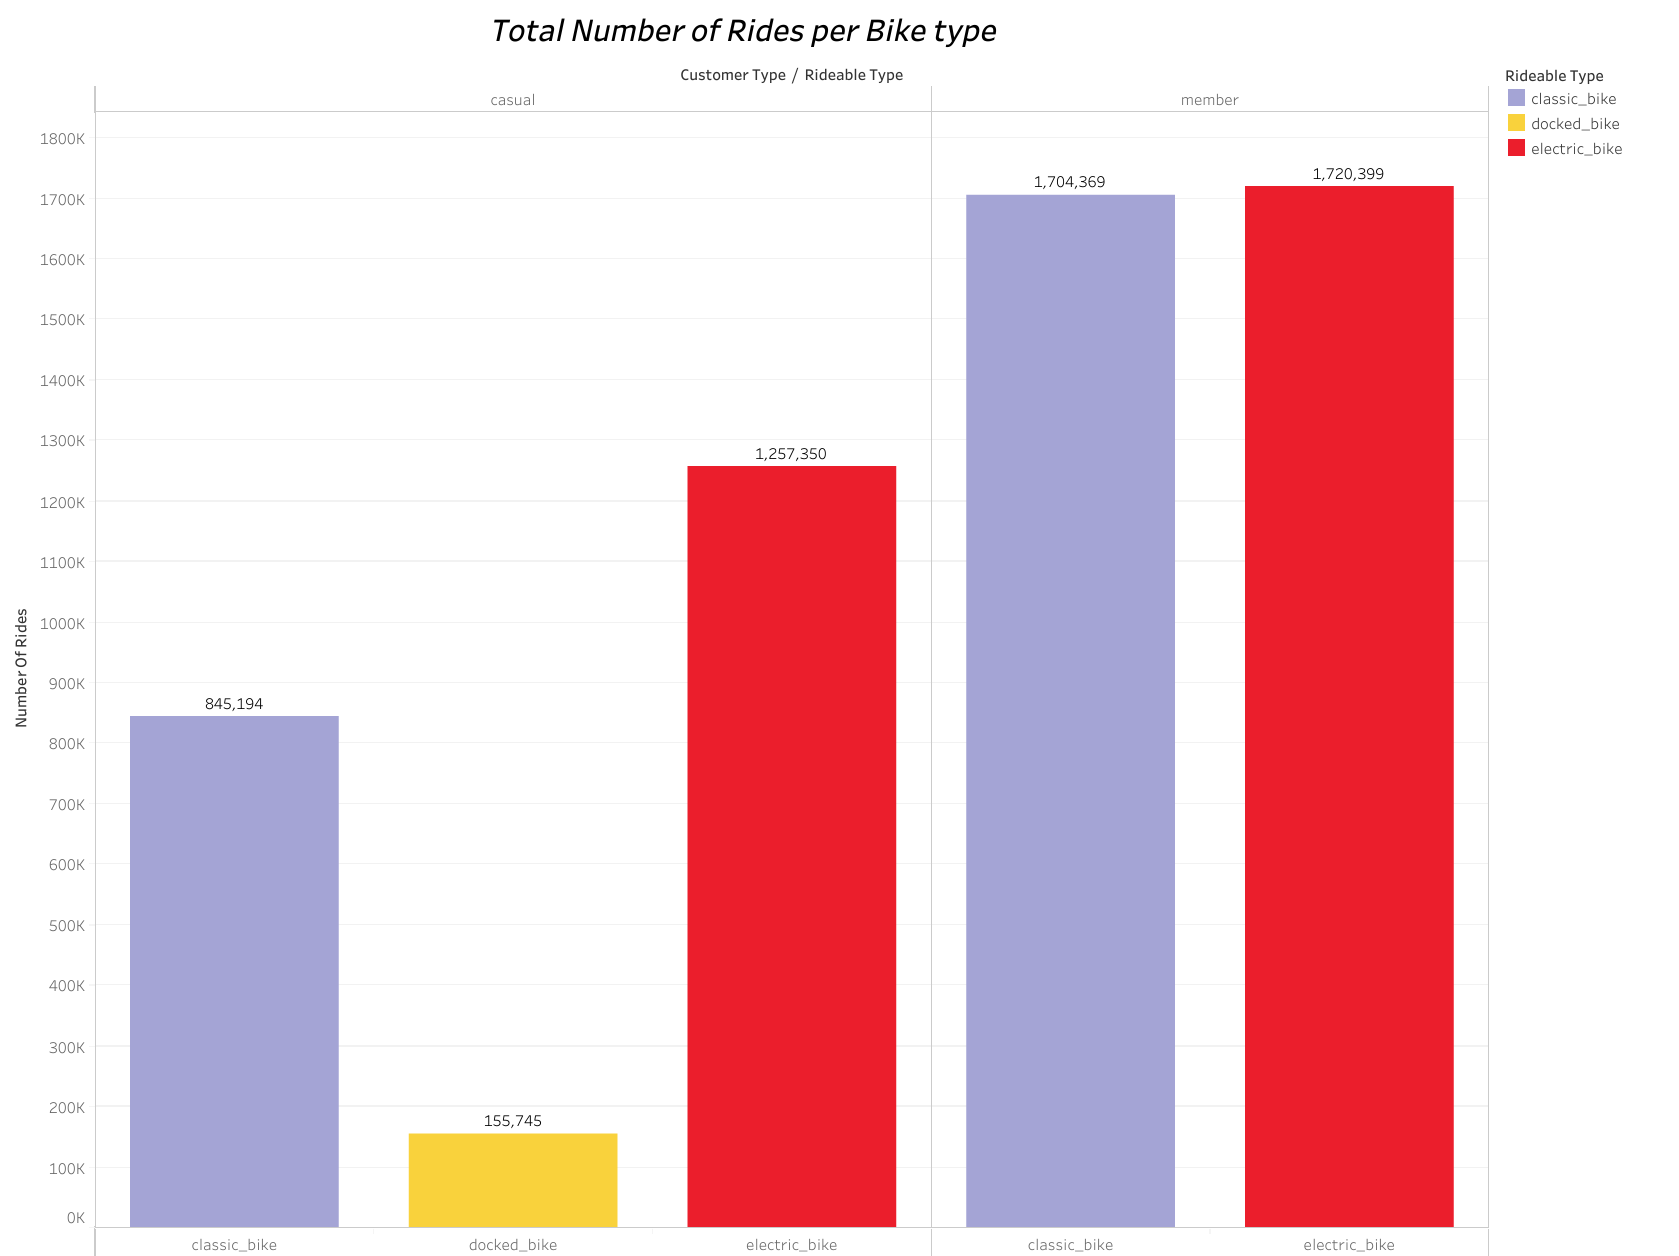 Total Number of Rides per Bike type
Customer Type / Rideable Type
casual
member
Rideable Type
classic_bike
docked_bike
electric_bike
Number Of Rides
1800K
1700K
1600K
1500K
1400K
1300K
1200K
1100K
1000K
900K
800K
700K
600K
500K
400K
300K
200K
100K
0K
845,194
155,745
1,257,350
1,704,369
1,720,399
classic_bike
docked_bike
electric_bike
classic_bike
electric_bike